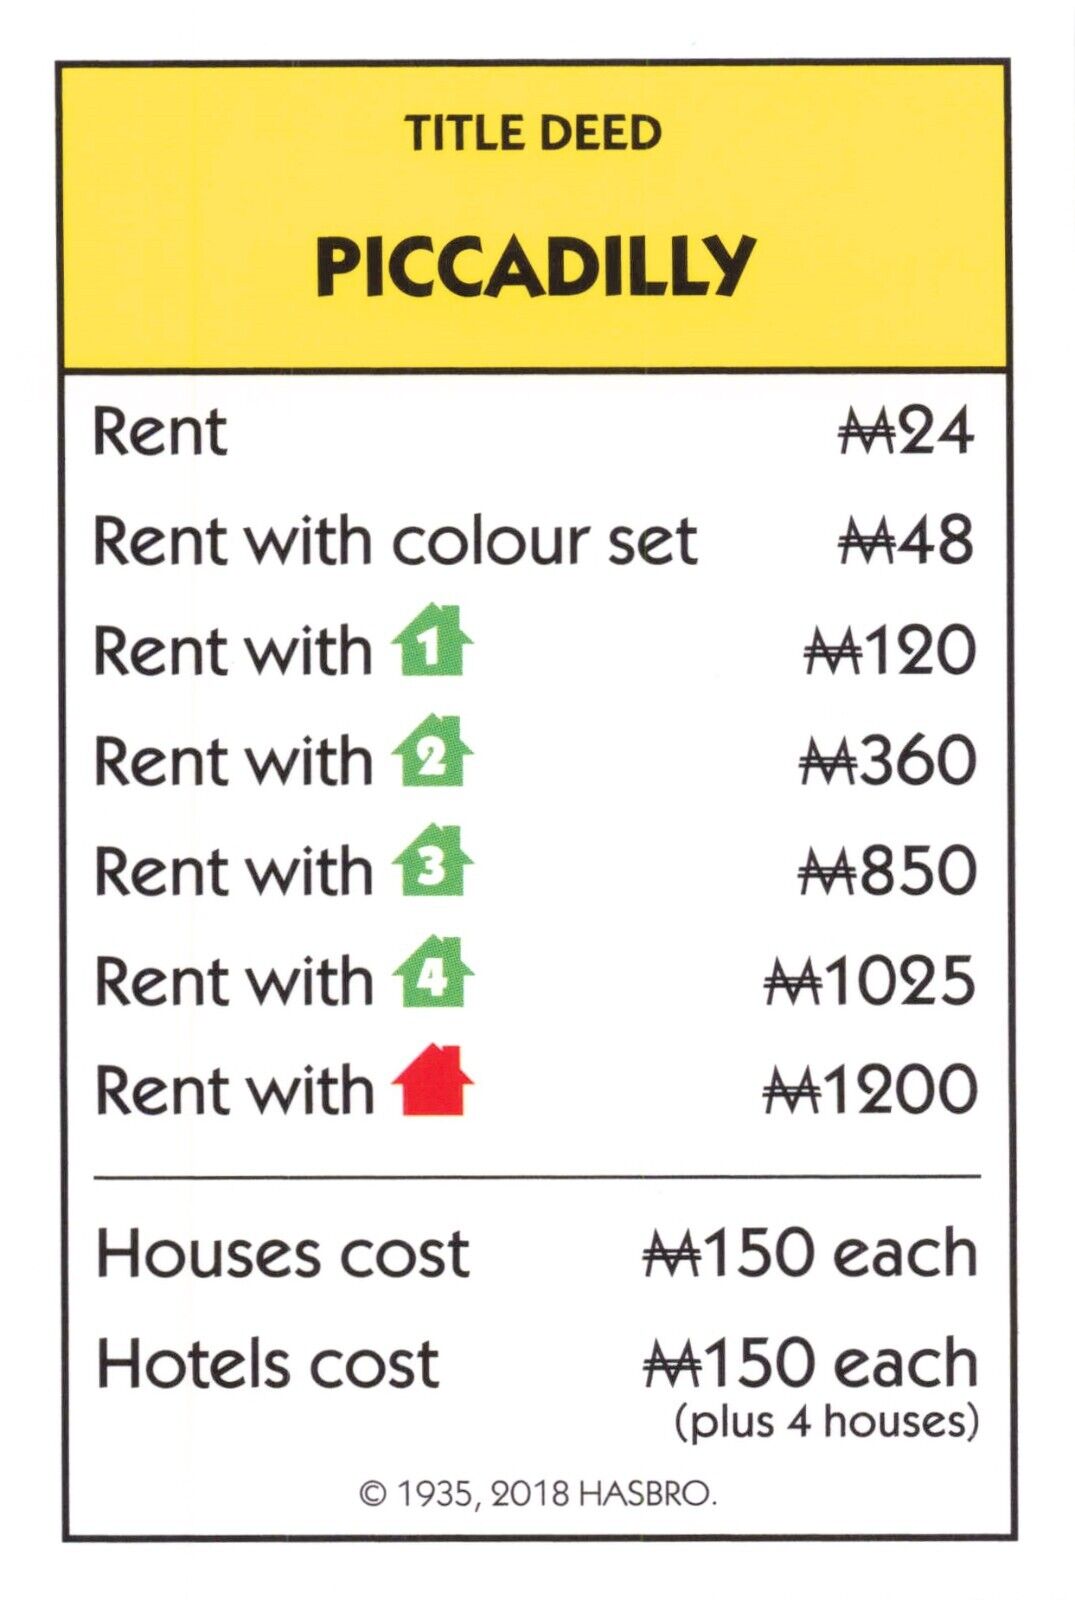 TITLE DEED
PICCADILLY
Rent ₩24
Rent with colour set ₩48
Rent with 1 ₩120
Rent with 2 ₩360
Rent with 3 ₩850
Rent with 4 ₩1025
Rent with ₩1200
Houses cost ₩150 each
Hotels cost ₩150 each
(plus 4 houses)
© 1935, 2018 HASBRO.